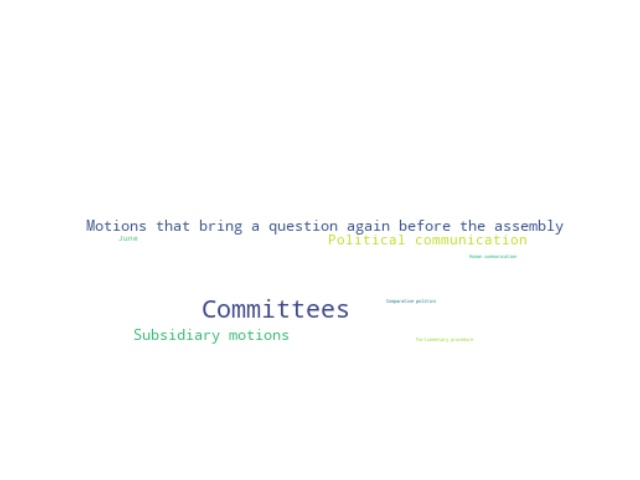 Motions that bring a question again before the assembly
June
Political communication
Human communication
Comparative politics
Committees
Subsidiary motions
Parliamentary procedure